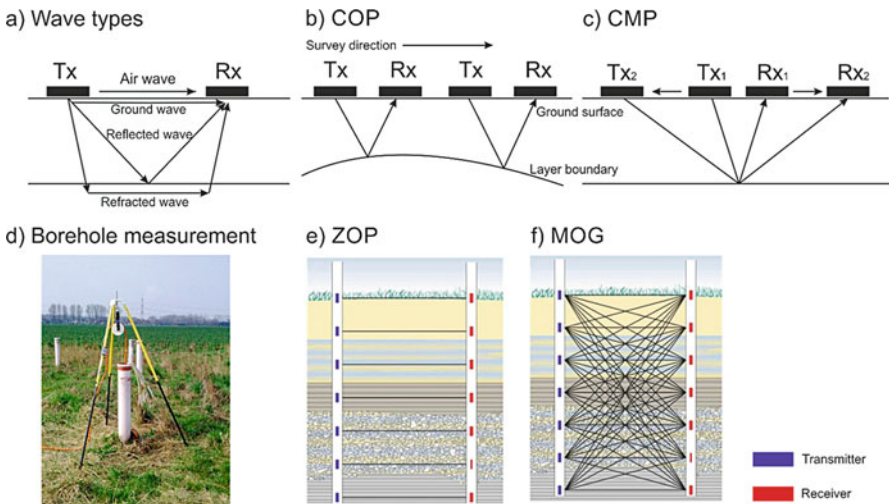 a) Wave types
Tx
Rx
Air wave
Ground wave
Reflected wave
Refracted wave
b) COP
Survey direction
Tx
Rx
Tx
Rx
Ground surface
Layer boundary
c) CMP
Tx2
Tx1
Rx1
Rx2
d) Borehole measurement
e) ZOP
f) MOG
Transmitter
Receiver